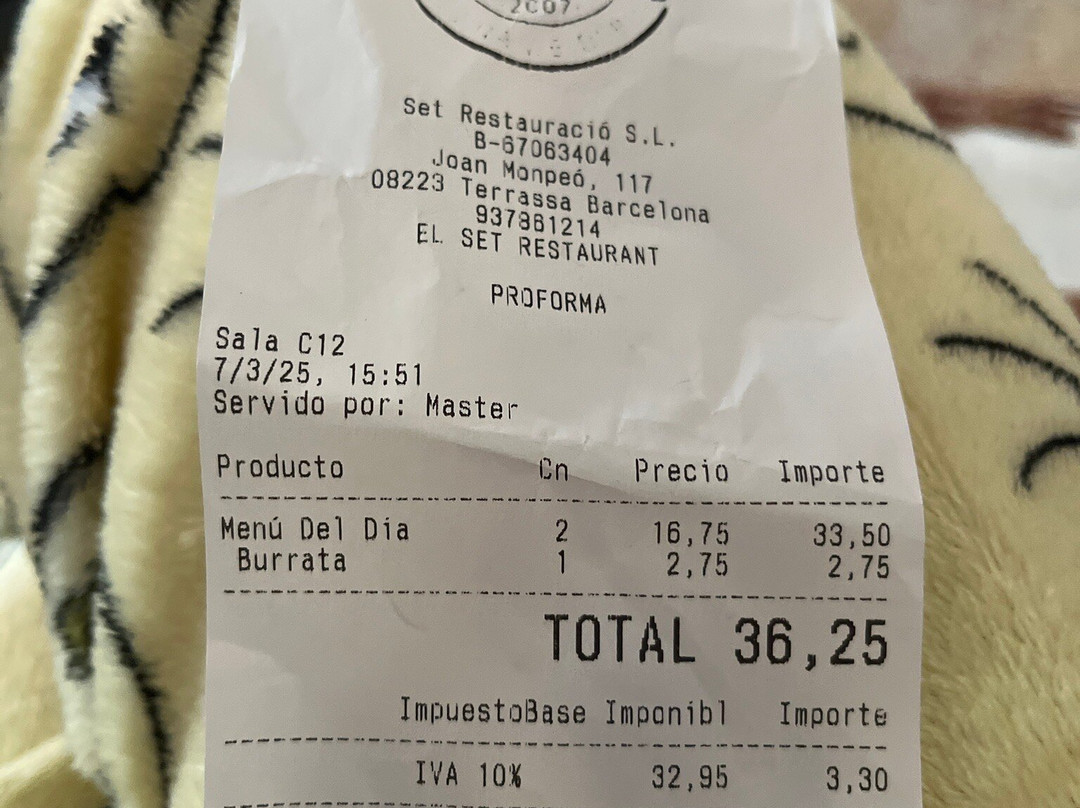 2007
Set Restauració S.L.
B-67063404
Joan Monpeó, 117
08223 Terrassa Barcelona
937861214
EL SET RESTAURANT
PROFORMA
Sala C12
7/3/25, 15:51
Servido por: Master
Producto Cn Precio Importe
Menú Del Día 2 16,75 33,50
Burrata 1 2,75 2,75
TOTAL 36,25
ImpuestoBase Imponibl Importe
IVA 10% 32,95 3,30